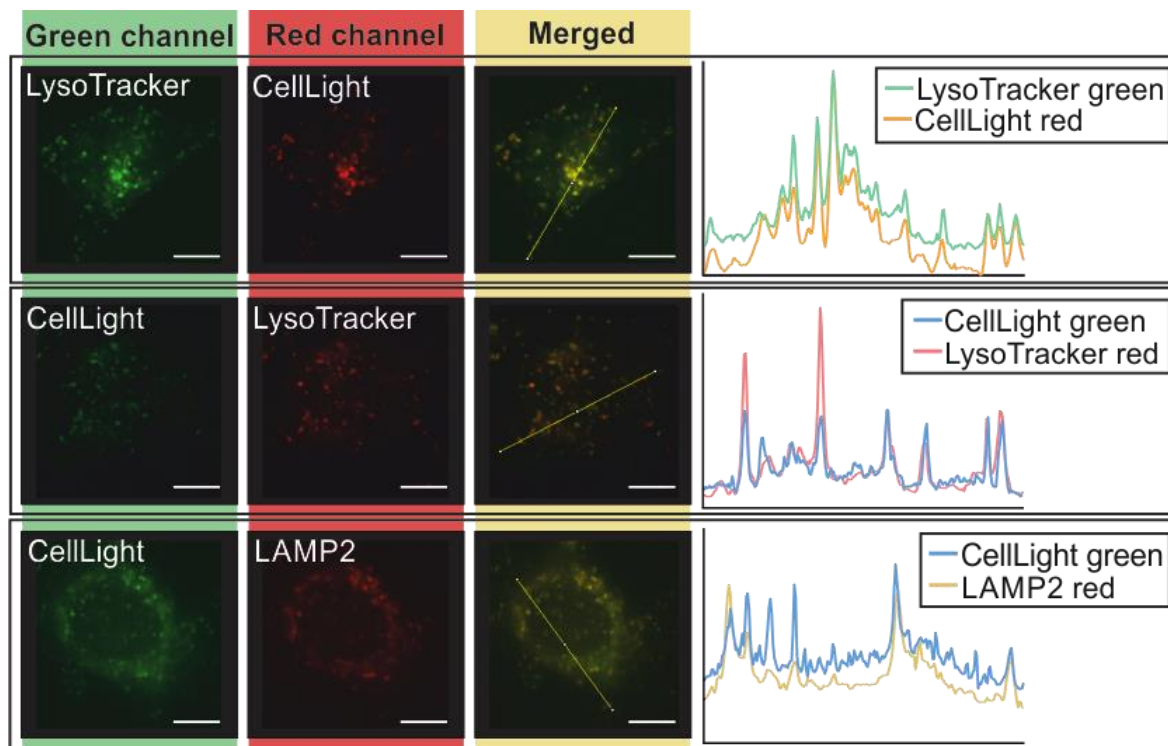 Green channel
Red channel
Merged
LysoTracker
CellLight
LysoTracker green
CellLight red
CellLight
LysoTracker
CellLight green
LysoTracker red
CellLight
LAMP2
CellLight green
LAMP2 red